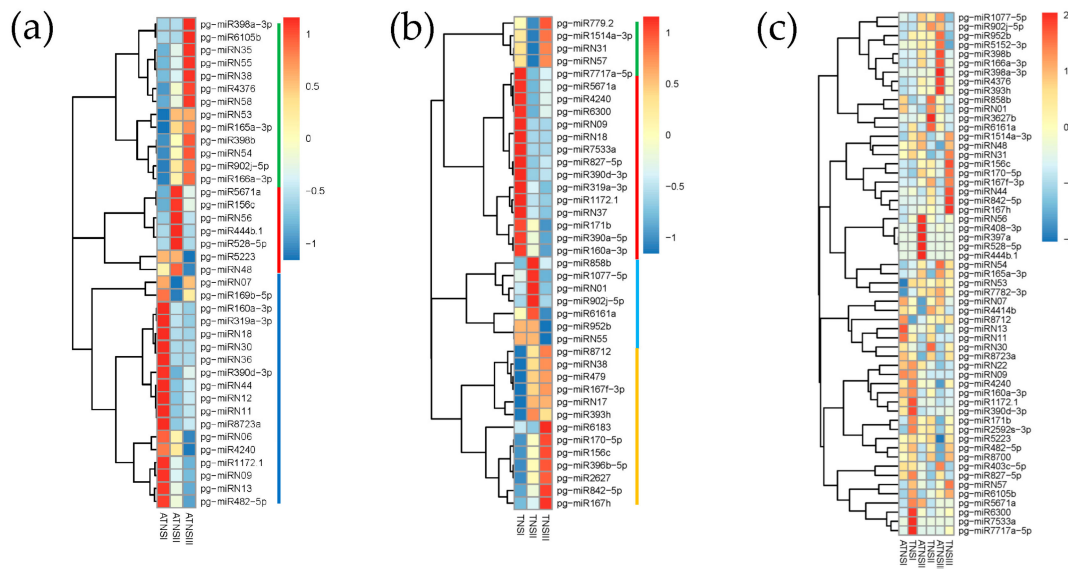 (a)
pg-miR398a-3p
pg-miR6105b
pg-miRN35
pg-miRN55
pg-miRN38
pg-miR4376
pg-miRN58
pg-miRN53
pg-miR165a-3p
pg-miR398b
pg-miRN54
pg-miR902j-5p
pg-miR166a-3p
pg-miR5671a
pg-miR156c
pg-miRN56
pg-miR444b.1
pg-miR528-5p
pg-miR5223
pg-miRN48
pg-miRN07
pg-miR169b-5p
pg-miR160a-3p
pg-miR319a-3p
pg-miRN18
pg-miRN30
pg-miRN36
pg-miR390d-3p
pg-miRN44
pg-miRN12
pg-miRN11
pg-miR8723a
pg-miRN06
pg-miR4240
pg-miR1172.1
pg-miRN09
pg-miRN13
pg-miR482-5p
ATNSI
ATNSII
ATNSIII
1
0.5
0
-0.5
-1
(b)
pg-miR779.2
pg-miR1514a-3p
pg-miRN31
pg-miRN57
pg-miR7717a-5p
pg-miR5671a
pg-miR4240
pg-miR6300
pg-miRN09
pg-miRN18
pg-miR7533a
pg-miR827-5p
pg-miR390d-3p
pg-miR319a-3p
pg-miR1172.1
pg-miRN37
pg-miR171b
pg-miR390a-5p
pg-miR160a-3p
pg-miR858b
pg-miR1077-5p
pg-miRN01
pg-miR902j-5p
pg-miR6161a
pg-miR952b
pg-miRN55
pg-miR8712
pg-miRN38
pg-miR479
pg-miR167f-3p
pg-miRN17
pg-miR393h
pg-miR6183
pg-miR170-5p
pg-miR156c
pg-miR396b-5p
pg-miR2627
pg-miR842-5p
pg-miR167h
TNSI
TNSII
TNSIII
1
0.5
0
-0.5
-1
(c)
pg-miR1077-5p
pg-miR902j-5p
pg-miR952b
pg-miR5152-3p
pg-miR398b
pg-miR166a-3p
pg-miR398a-3p
pg-miR4376
pg-miR393h
pg-miR858b
pg-miRN01
pg-miR3627b
pg-miR6161a
pg-miR1514a-3p
pg-miRN48
pg-miRN31
pg-miR156c
pg-miR170-5p
pg-miR167f-3p
pg-miRN44
pg-miR842-5p
pg-miR167h
pg-miRN56
pg-miR408-3p
pg-miR397a
pg-miR528-5p
pg-miR444b.1
pg-miRN54
pg-miR165a-3p
pg-miRN53
pg-miR7782-3p
pg-miRN07
pg-miR4414b
pg-miR8712
pg-miRN13
pg-miRN11
pg-miRN30
pg-miR8723a
pg-miRN22
pg-miRN09
pg-miR4240
pg-miR160a-3p
pg-miR1172.1
pg-miR390d-3p
pg-miR171b
pg-miR2592s-3p
pg-miR5223
pg-miR482-5p
pg-miR8700
pg-miR403c-5p
pg-miR827-5p
pg-miRN57
pg-miR6105b
pg-miR5671a
pg-miR6300
pg-miR7533a
pg-miR7717a-5p
ATNSI
TNSI
ATNSII
TNSII
ATNSIII
TNSIII
2
1
0